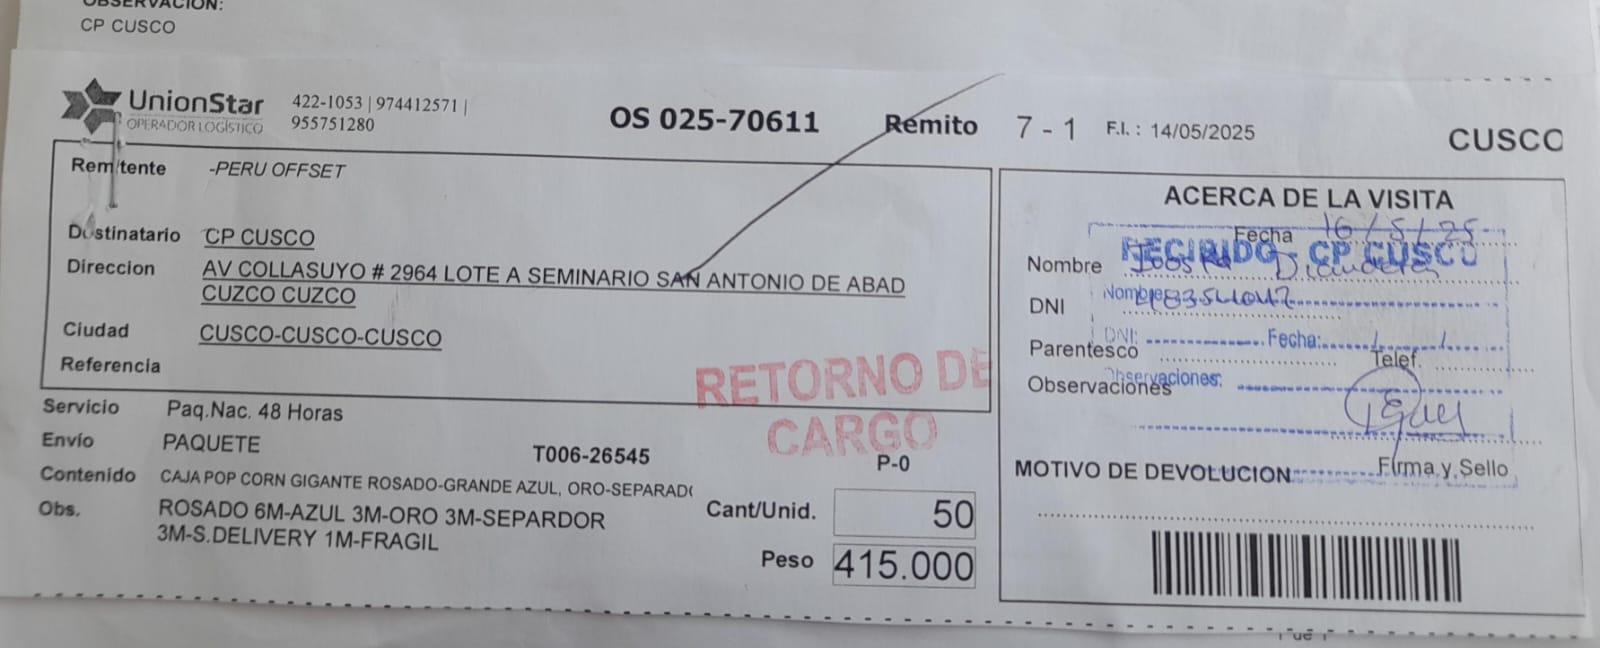 OBSERVACIÓN:
CP CUSCO
UnionStar
OPERADOR LOGÍSTICO
422-1053 | 974412571 |
955751280
OS 025-70611
Remito 7 - 1
F.I. : 14/05/2025
CUSCO
Remitente -PERU OFFSET
Destinatario CP CUSCO
Direccion AV COLLASUYO # 2964 LOTE A SEMINARIO SAN ANTONIO DE ABAD
CUZCO CUZCO
Ciudad CUSCO-CUSCO-CUSCO
Referencia
RETORNO DE
CARGO
Servicio Paq.Nac. 48 Horas
Envío PAQUETE
T006-26545
P-0
Contenido CAJA POP CORN GIGANTE ROSADO-GRANDE AZUL, ORO-SEPARADO
Obs. ROSADO 6M-AZUL 3M-ORO 3M-SEPARDOR
3M-S.DELIVERY 1M-FRAGIL
Cant/Unid. 50
Peso 415.000
ACERCA DE LA VISITA
Fecha 16/5/25
RECIBIDO - CP CUSCO
Nombre
Nombre
DNI
DNI: Fecha: / /
Parentesco Telef.
Observaciones
Observaciones:
MOTIVO DE DEVOLUCION
Firma y Sello